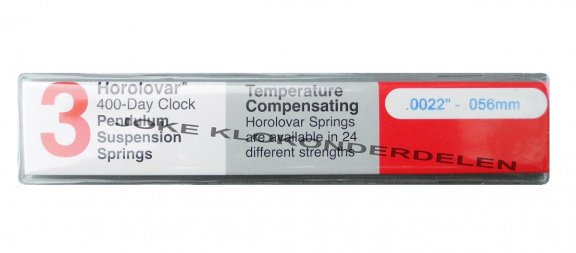 3
Horolovar®
400-Day Clock
Pendulum
Suspension
Springs
Temperature
Compensating
Horolovar Springs
are available in 24
different strengths
.0022" - .056mm
JOKE KLOKONDERDELEN